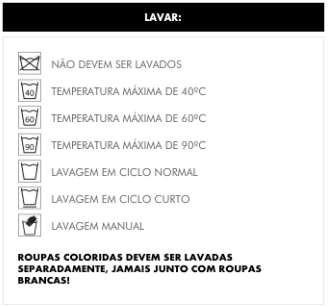 LAVAR:
NÃO DEVEM SER LAVADOS
40 TEMPERATURA MÁXIMA DE 40ºC
60 TEMPERATURA MÁXIMA DE 60ºC
90 TEMPERATURA MÁXIMA DE 90ºC
LAVAGEM EM CICLO NORMAL
LAVAGEM EM CICLO CURTO
LAVAGEM MANUAL
ROUPAS COLORIDAS DEVEM SER LAVADAS
SEPARADAMENTE, JAMAIS JUNTO COM ROUPAS
BRANCAS!